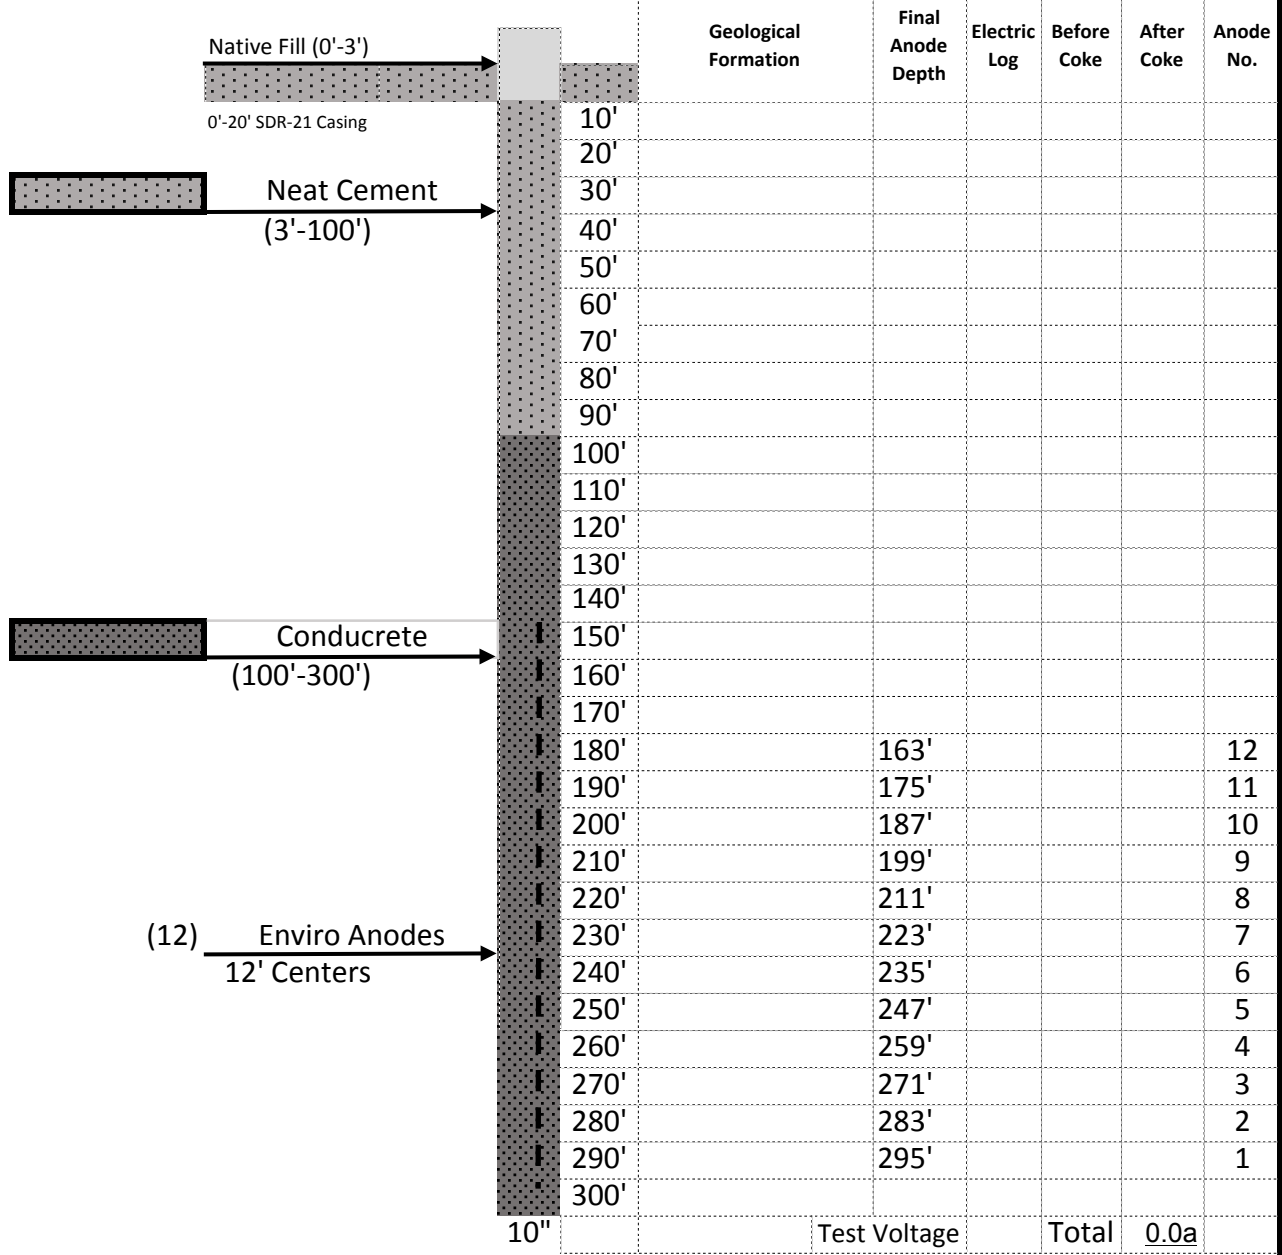 Geological Formation
Final Anode Depth
Electric Log
Before Coke
After Coke
Anode No.
Native Fill (0'-3')
0'-20' SDR-21 Casing
10'
20'
Neat Cement
30'
(3'-100')
40'
50'
60'
70'
80'
90'
100'
110'
120'
130'
140'
Conducrete
150'
(100'-300')
160'
170'
180' 163' 12
190' 175' 11
200' 187' 10
210' 199' 9
220' 211' 8
(12) Enviro Anodes
230' 223' 7
12' Centers
240' 235' 6
250' 247' 5
260' 259' 4
270' 271' 3
280' 283' 2
290' 295' 1
300'
10" Test Voltage Total 0.0a